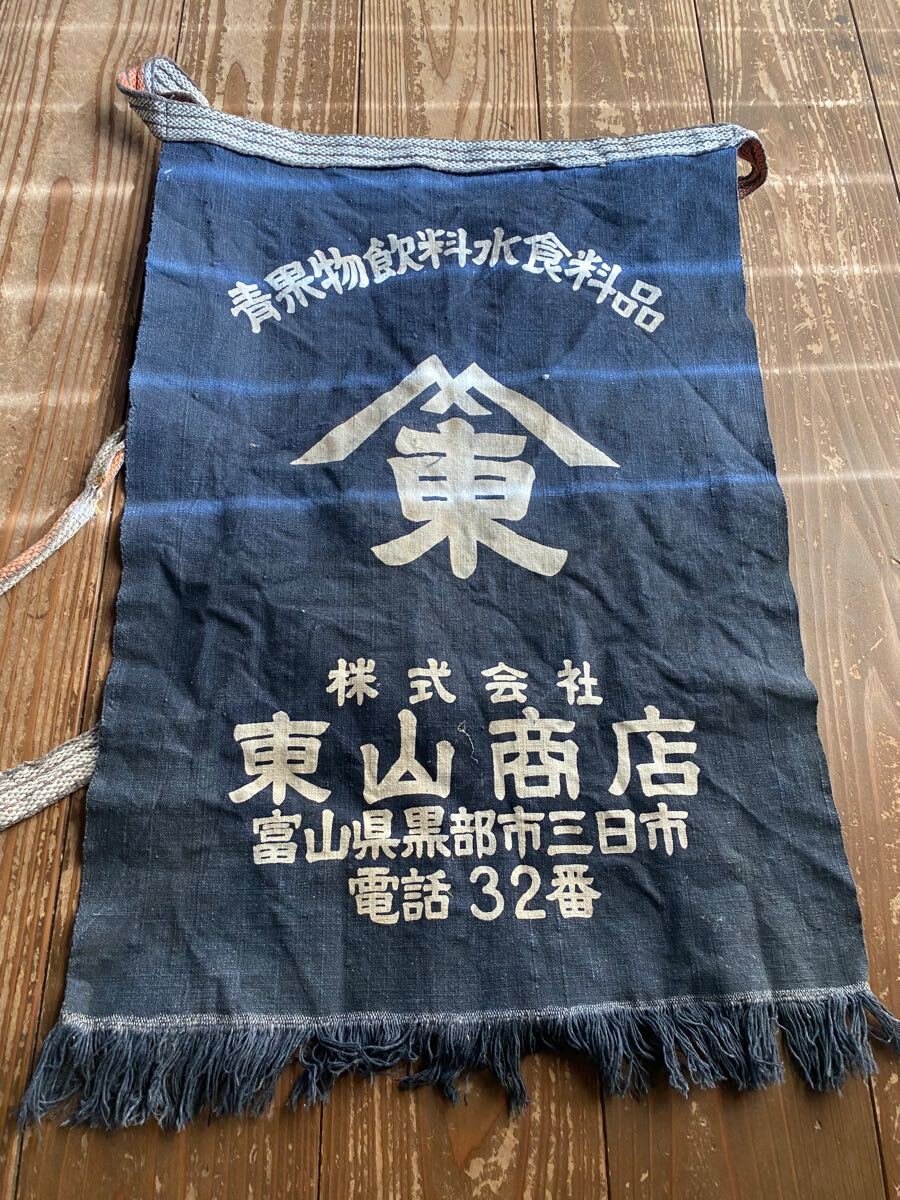 青果物飲料水食料品
東
株式会社
東山商店
富山県黒部市三日市
電話32番